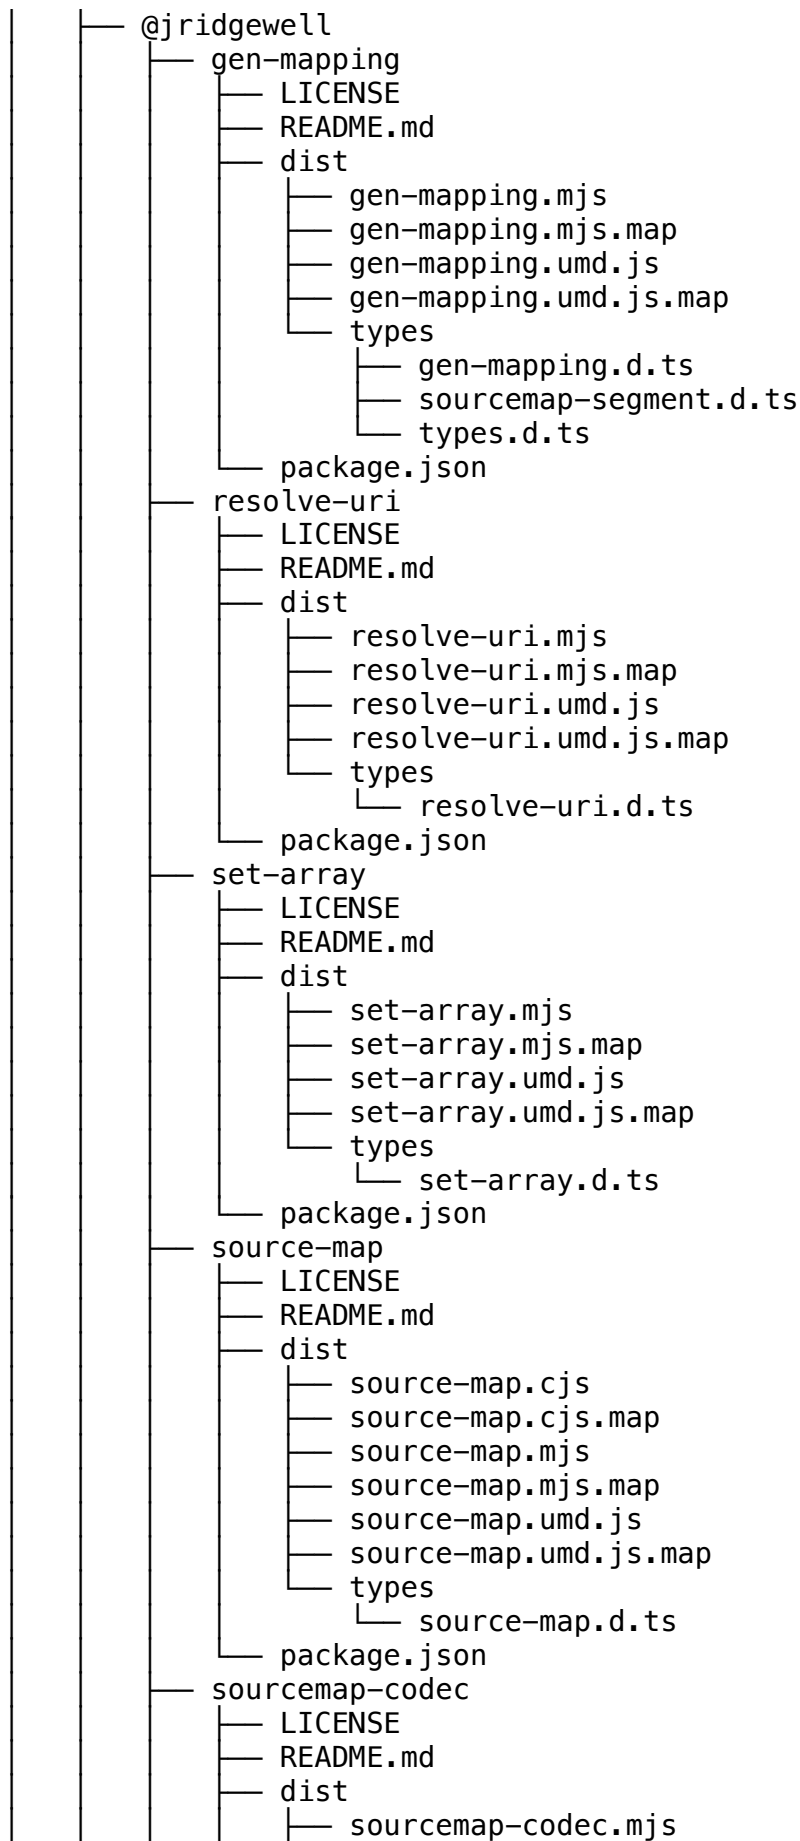 │   ├── @jridgewell
│   │   ├── gen-mapping
│   │   │   ├── LICENSE
│   │   │   ├── README.md
│   │   │   ├── dist
│   │   │   │   ├── gen-mapping.mjs
│   │   │   │   ├── gen-mapping.mjs.map
│   │   │   │   ├── gen-mapping.umd.js
│   │   │   │   ├── gen-mapping.umd.js.map
│   │   │   │   └── types
│   │   │   │       ├── gen-mapping.d.ts
│   │   │   │       ├── sourcemap-segment.d.ts
│   │   │   │       └── types.d.ts
│   │   │   └── package.json
│   │   ├── resolve-uri
│   │   │   ├── LICENSE
│   │   │   ├── README.md
│   │   │   ├── dist
│   │   │   │   ├── resolve-uri.mjs
│   │   │   │   ├── resolve-uri.mjs.map
│   │   │   │   ├── resolve-uri.umd.js
│   │   │   │   ├── resolve-uri.umd.js.map
│   │   │   │   └── types
│   │   │   │       └── resolve-uri.d.ts
│   │   │   └── package.json
│   │   ├── set-array
│   │   │   ├── LICENSE
│   │   │   ├── README.md
│   │   │   ├── dist
│   │   │   │   ├── set-array.mjs
│   │   │   │   ├── set-array.mjs.map
│   │   │   │   ├── set-array.umd.js
│   │   │   │   ├── set-array.umd.js.map
│   │   │   │   └── types
│   │   │   │       └── set-array.d.ts
│   │   │   └── package.json
│   │   ├── source-map
│   │   │   ├── LICENSE
│   │   │   ├── README.md
│   │   │   ├── dist
│   │   │   │   ├── source-map.cjs
│   │   │   │   ├── source-map.cjs.map
│   │   │   │   ├── source-map.mjs
│   │   │   │   ├── source-map.mjs.map
│   │   │   │   ├── source-map.umd.js
│   │   │   │   ├── source-map.umd.js.map
│   │   │   │   └── types
│   │   │   │       └── source-map.d.ts
│   │   │   └── package.json
│   │   ├── sourcemap-codec
│   │   │   ├── LICENSE
│   │   │   ├── README.md
│   │   │   ├── dist
│   │   │   │   ├── sourcemap-codec.mjs